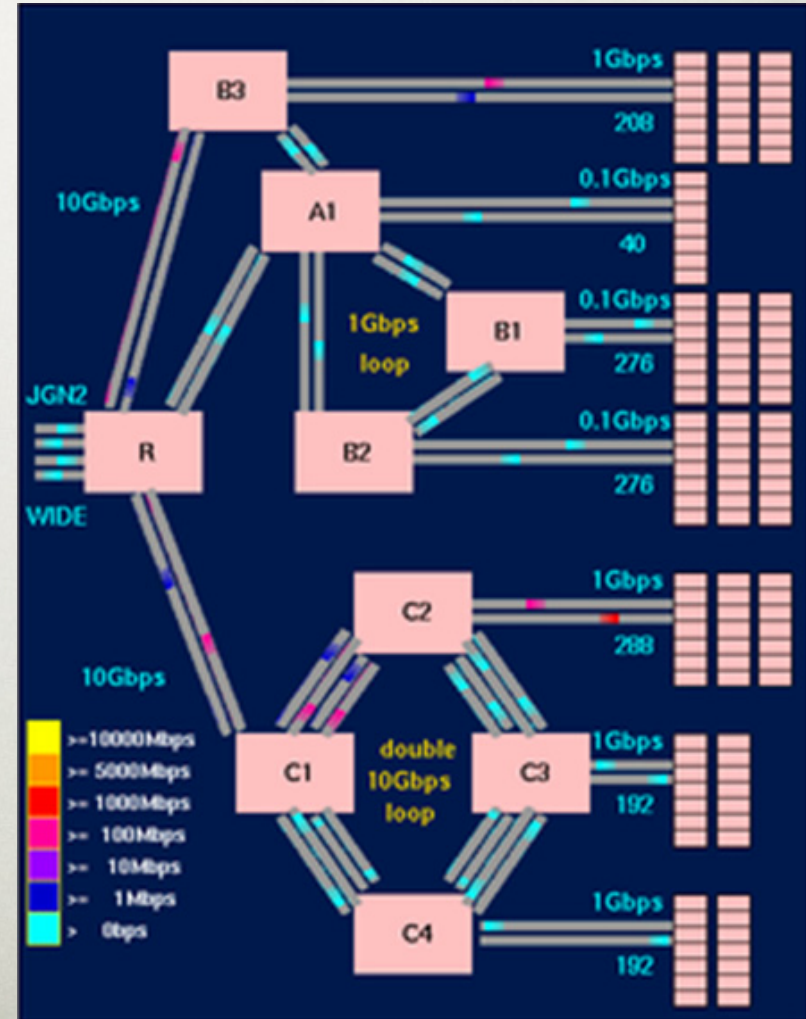 B3
1Gbps
208
10Gbps
A1
0.1Gbps
40
1Gbps
loop
B1
0.1Gbps
276
JGN2
R
B2
0.1Gbps
276
WIDE
C2
1Gbps
288
10Gbps
>=10000Mbps
>= 5000Mbps
>= 1000Mbps
>= 100Mbps
>= 10Mbps
>= 1Mbps
> 0bps
C1
double
10Gbps
loop
C3
1Gbps
192
C4
1Gbps
192